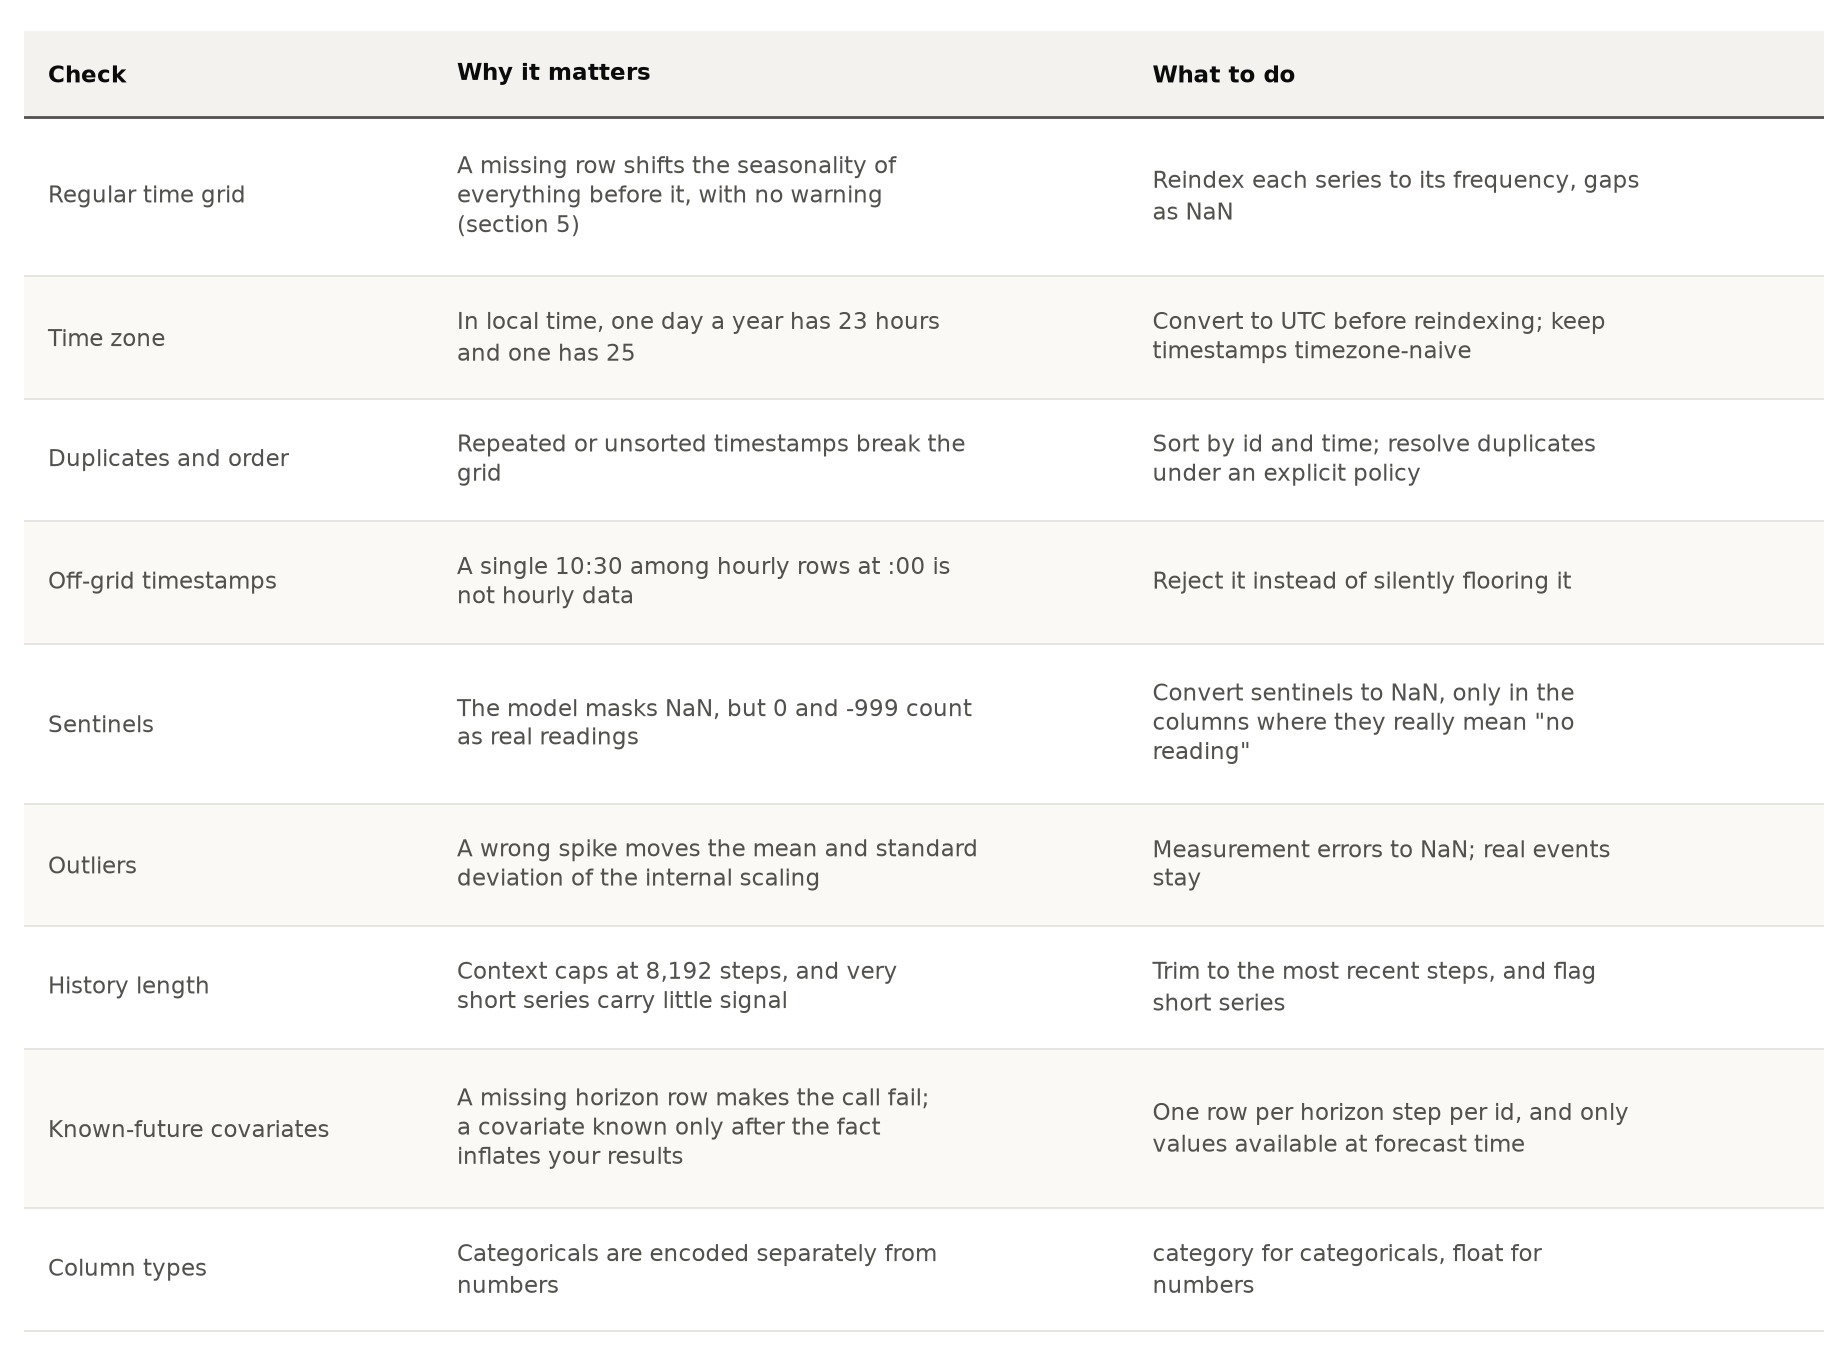 Check
Why it matters
What to do
Regular time grid
A missing row shifts the seasonality of
everything before it, with no warning
(section 5)
Reindex each series to its frequency, gaps
as NaN
Time zone
In local time, one day a year has 23 hours
and one has 25
Convert to UTC before reindexing; keep
timestamps timezone-naive
Duplicates and order
Repeated or unsorted timestamps break the
grid
Sort by id and time; resolve duplicates
under an explicit policy
Off-grid timestamps
A single 10:30 among hourly rows at :00 is
not hourly data
Reject it instead of silently flooring it
Sentinels
The model masks NaN, but 0 and -999 count
as real readings
Convert sentinels to NaN, only in the
columns where they really mean "no
reading"
Outliers
A wrong spike moves the mean and standard
deviation of the internal scaling
Measurement errors to NaN; real events
stay
History length
Context caps at 8,192 steps, and very
short series carry little signal
Trim to the most recent steps, and flag
short series
Known-future covariates
A missing horizon row makes the call fail;
a covariate known only after the fact
inflates your results
One row per horizon step per id, and only
values available at forecast time
Column types
Categoricals are encoded separately from
numbers
category for categoricals, float for
numbers